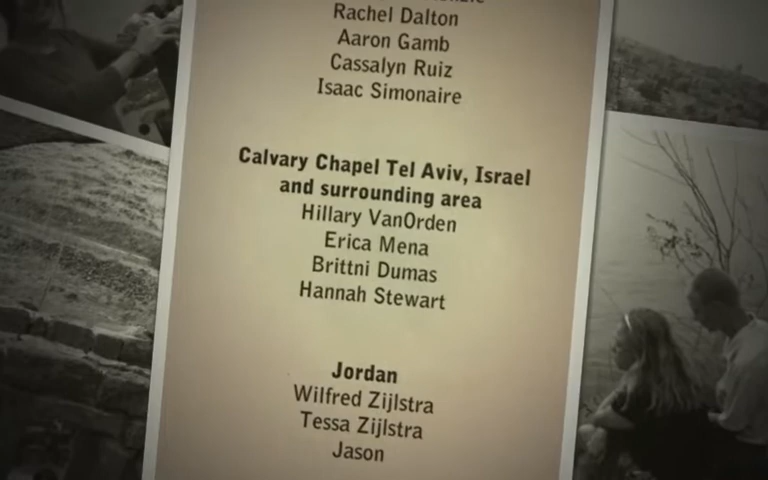 Rachel Dalton
Aaron Gamb
Cassalyn Ruiz
Isaac Simonaire
Calvary Chapel Tel Aviv, Israel
and surrounding area
Hillary VanOrden
Erica Mena
Brittni Dumas
Hannah Stewart
Jordan
Wilfred Zijlstra
Tessa Zijlstra
Jason